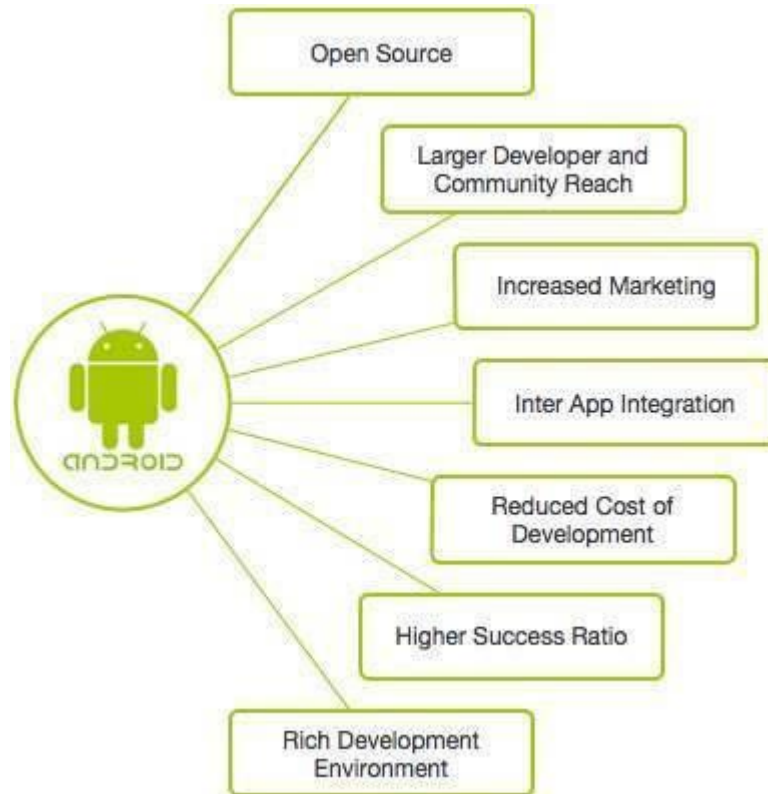 Open Source
Larger Developer and
Community Reach
Increased Marketing
Inter App Integration
ANDROID
Reduced Cost of
Development
Higher Success Ratio
Rich Development
Environment